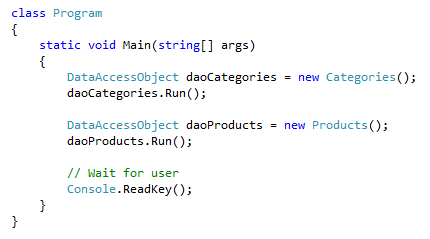 class Program
{
    static void Main(string[] args)
    {
        DataAccessObject daoCategories = new Categories();
        daoCategories.Run();

        DataAccessObject daoProducts = new Products();
        daoProducts.Run();

        // Wait for user
        Console.ReadKey();
    }
}